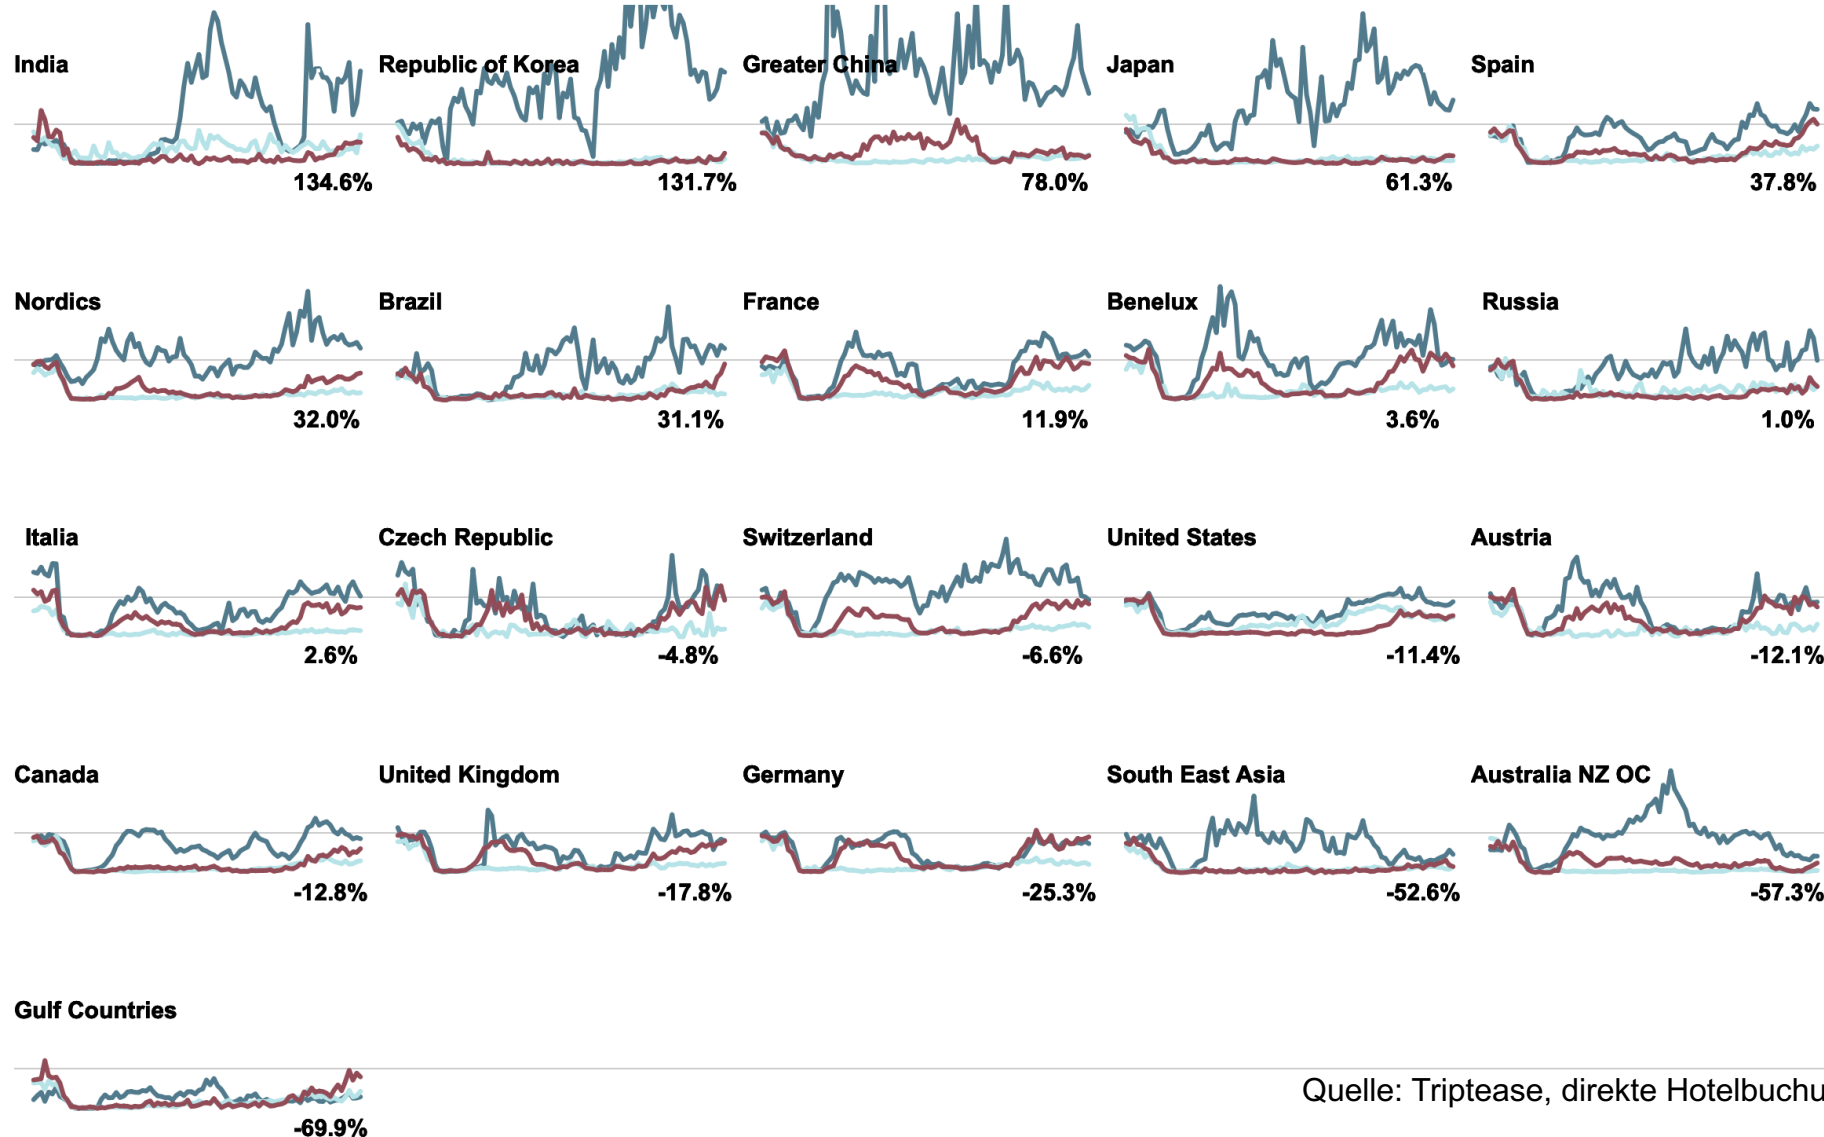 India
Republic of Korea
Greater China
Japan
Spain
134.6%
131.7%
78.0%
61.3%
37.8%
Nordics
Brazil
France
Benelux
Russia
32.0%
31.1%
11.9%
3.6%
1.0%
Italia
Czech Republic
Switzerland
United States
Austria
2.6%
-4.8%
-6.6%
-11.4%
-12.1%
Canada
United Kingdom
Germany
South East Asia
Australia NZ OC
-12.8%
-17.8%
-25.3%
-52.6%
-57.3%
Gulf Countries
Quelle: Triptease, direkte Hotelbuchu
-69.9%